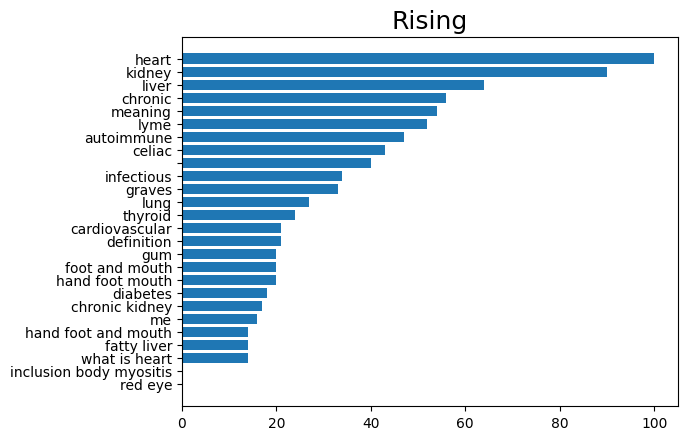 Rising
heart
kidney
liver
chronic
meaning
lyme
autoimmune
celiac
infectious
graves
lung
thyroid
cardiovascular
definition
gum
foot and mouth
hand foot mouth
diabetes
chronic kidney
me
hand foot and mouth
fatty liver
what is heart
inclusion body myositis
red eye
0 20 40 60 80 100